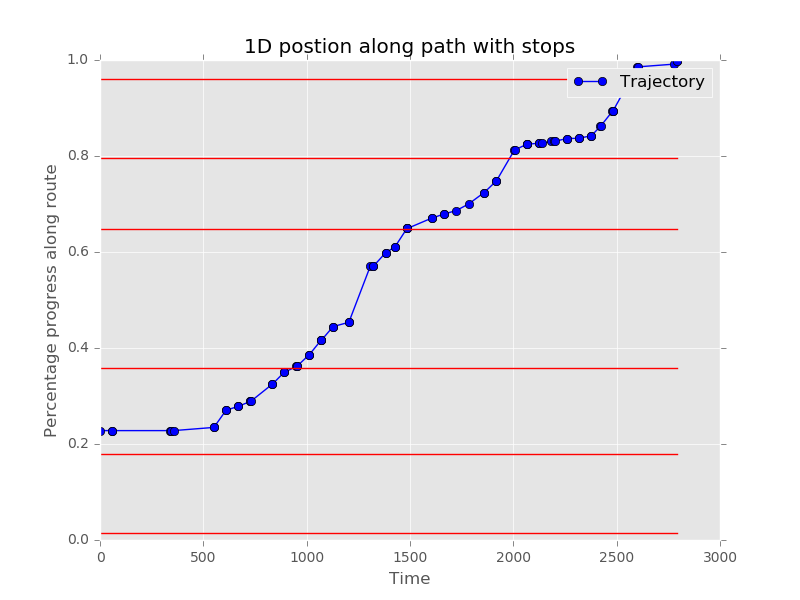 1D postion along path with stops
Trajectory
Percentage progress along route
1.0
0.8
0.6
0.4
0.2
0.0
0 500 1000 1500 2000 2500 3000
Time